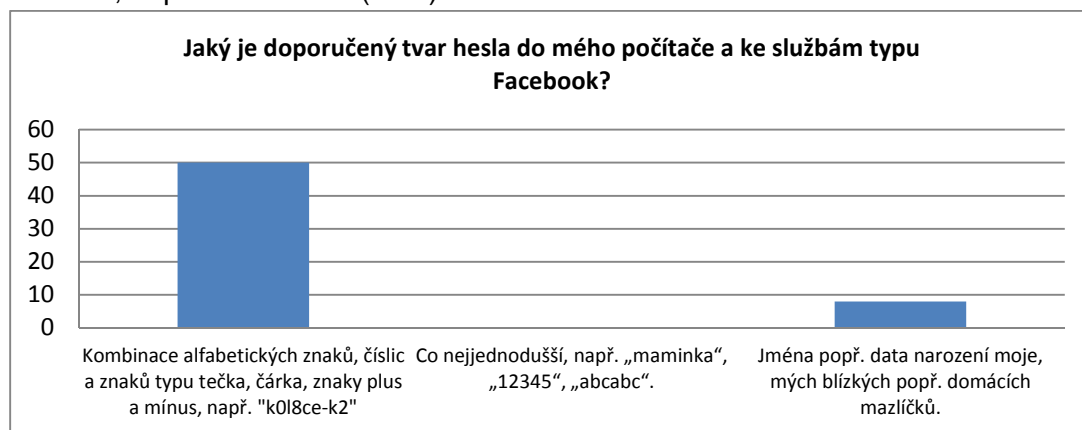 Jaký je doporučený tvar hesla do mého počítače a ke službám typu
Facebook?
60
50
40
30
20
10
0
Kombinace alfabetických znaků, číslic
a znaků typu tečka, čárka, znaky plus
a mínus, např. "k0l8ce-k2"
Co nejjednodušší, např. „maminka“,
„12345“, „abcabc“.
Jména popř. data narození moje,
mých blízkých popř. domácích
mazlíčků.